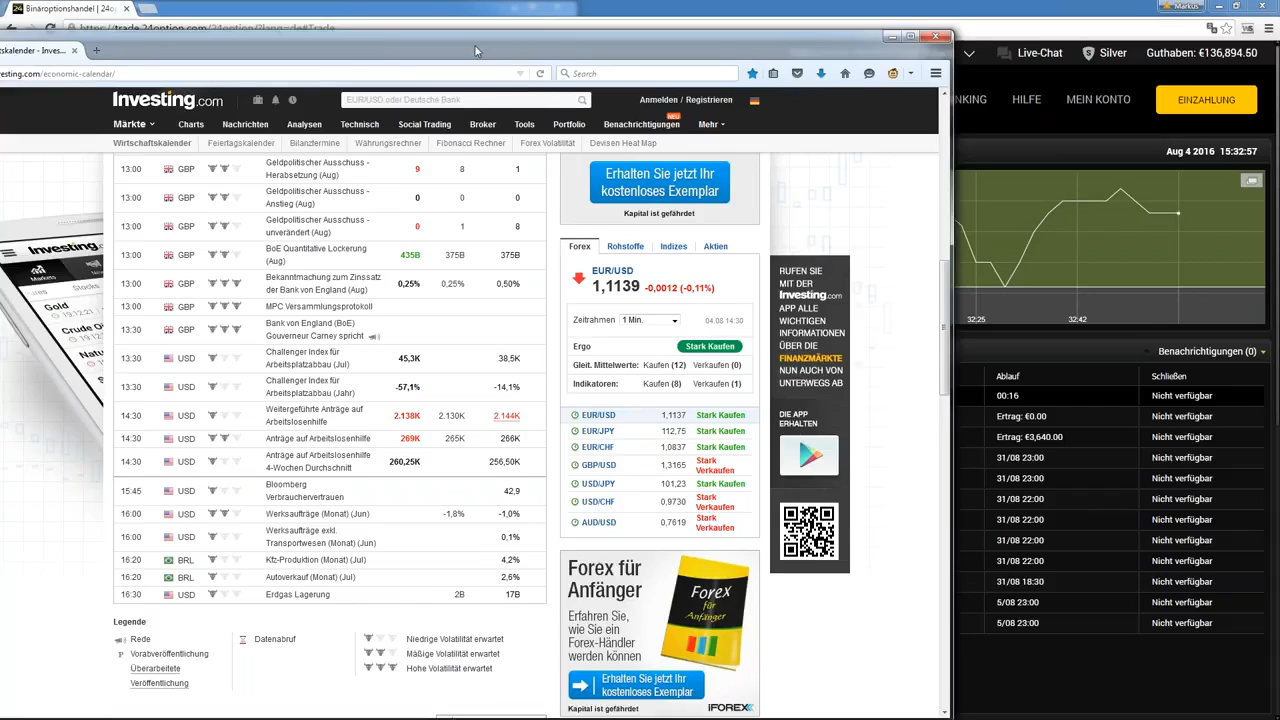 Binäroptionshandel | 24o
Markus
https://trade.24option.com/24option/?lang=de#Trade
tskalender - Inves...
esting.com/economic-calendar/
Search
Live-Chat
Silver
Guthaben: €136,894.50
NKING
HILFE
MEIN KONTO
EINZAHLUNG
Investing.com
EUR/USD oder Deutsche Bank
Anmelden / Registrieren
Märkte
Charts
Nachrichten
Analysen
Technisch
Social Trading
Broker
Tools
Portfolio
Benachrichtigungen
NEU
Mehr
Wirtschaftskalender
Feiertagskalender
Bilanztermine
Währungsrechner
Fibonacci Rechner
Forex Volatilität
Devisen Heat Map
13:00 GBP Geldpolitischer Ausschuss - Herabsetzung (Aug) 9 8 1
13:00 GBP Geldpolitischer Ausschuss - Anstieg (Aug) 0 0 0
13:00 GBP Geldpolitischer Ausschuss - unverändert (Aug) 0 1 8
13:00 GBP BoE Quantitative Lockerung (Aug) 435B 375B 375B
13:00 GBP Bekanntmachung zum Zinssatz der Bank von England (Aug) 0,25% 0,25% 0,50%
13:00 GBP MPC Versammlungsprotokoll
13:00 GBP Bank von England (BoE) Gouverneur Carney spricht
13:30 USD Challenger Index für Arbeitsplatzabbau (Jul) 45,3K 38,5K
13:30 USD Challenger Index für Arbeitsplatzabbau (Jahr) -57,1% -14,1%
14:30 USD Weitergeführte Anträge auf Arbeitslosenhilfe 2.138K 2.130K 2.144K
14:30 USD Anträge auf Arbeitslosenhilfe 269K 265K 266K
14:30 USD Anträge auf Arbeitslosenhilfe 4-Wochen Durchschnitt 260,25K 256,50K
15:45 USD Bloomberg Verbrauchervertrauen 42,9
16:00 USD Werksaufträge (Monat) (Jun) -1,8% -1,0%
16:00 USD Werksaufträge exkl. Transportwesen (Monat) (Jun) 0,1%
16:20 BRL Kfz-Produktion (Monat) (Jul) 4,2%
16:20 BRL Autoverkauf (Monat) (Jul) 2,6%
16:30 USD Erdgas Lagerung 2B 17B
Legende
Rede
P Vorabveröffentlichung
Überarbeitete
Veröffentlichung
Datenabruf
Niedrige Volatilität erwartet
Mäßige Volatilität erwartet
Hohe Volatilität erwartet
Erhalten Sie jetzt Ihr
kostenloses Exemplar
Kapital ist gefährdet
Forex
Rohstoffe
Indizes
Aktien
EUR/USD
1,1139 -0,0012 (-0,11%)
Zeitrahmen 1 Min. 04.08 14:30
Ergo Stark Kaufen
Gleit. Mittelwerte: Kaufen (12) Verkaufen (0)
Indikatoren: Kaufen (8) Verkaufen (1)
EUR/USD 1,1137 Stark Kaufen
EUR/JPY 112,75 Stark Kaufen
EUR/CHF 1,0837 Stark Kaufen
GBP/USD 1,3165 Stark Verkaufen
USD/JPY 101,23 Stark Kaufen
USD/CHF 0,9730 Stark Verkaufen
AUD/USD 0,7619 Stark Verkaufen
Forex für
Anfänger
Erfahren Sie,
wie Sie ein
Forex-Händler
werden können
Forex
für
Anfänger
Erhalten Sie jetzt Ihr
kostenloses Exemplar
Kapital ist gefährdet
iFOREX
RUFEN SIE
MIT DER
Investing.com
APP ALLE
WICHTIGEN
INFORMATIONEN
ÜBER DIE
FINANZMÄRKTE
NUN AUCH VON
UNTERWEGS AB
DIE APP
ERHALTEN
Investing
Markets
Stocks
Gold
Crude O
Aug 4 2016 15:32:57
32:25
32:42
Benachrichtigungen (0)
Ablauf Schließen
00:16 Nicht verfügbar
Ertrag: €0.00 Nicht verfügbar
Ertrag: €3,640.00 Nicht verfügbar
31/08 23:00 Nicht verfügbar
31/08 23:00 Nicht verfügbar
31/08 22:00 Nicht verfügbar
31/08 22:00 Nicht verfügbar
31/08 22:00 Nicht verfügbar
31/08 22:00 Nicht verfügbar
31/08 18:30 Nicht verfügbar
5/08 23:00 Nicht verfügbar
5/08 23:00 Nicht verfügbar